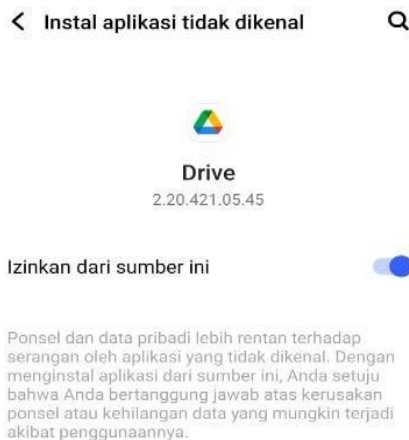 Instal aplikasi tidak dikenal
Drive
2.20.421.05.45
Izinkan dari sumber ini
Ponsel dan data pribadi lebih rentan terhadap
serangan oleh aplikasi yang tidak dikenal. Dengan
menginstal aplikasi dari sumber ini, Anda setuju
bahwa Anda bertanggung jawab atas kerusakan
ponsel atau kehilangan data yang mungkin terjadi
akibat penggunaannya.